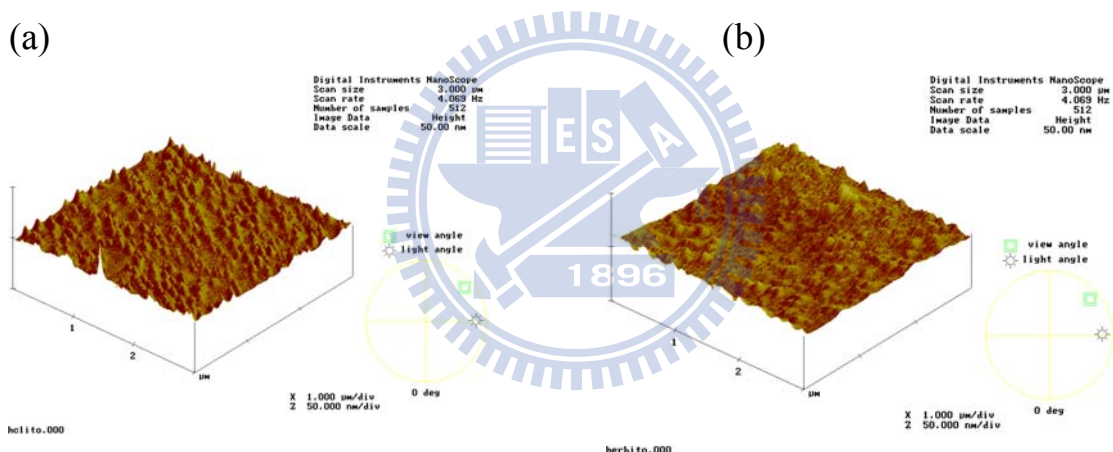 (a)
Digital Instruments NanoScope
Scan size 3.000 µm
Scan rate 4.069 Hz
Number of samples 512
Image Data Height
Data scale 50.00 nm
view angle
light angle
0 deg
1
2
µm
X 1.000 µm/div
Z 50.000 nm/div
hclito.000
(b)
Digital Instruments NanoScope
Scan size 3.000 µm
Scan rate 4.069 Hz
Number of samples 512
Image Data Height
Data scale 50.00 nm
view angle
light angle
0 deg
1
2
µm
X 1.000 µm/div
Z 50.000 nm/div
hcrhito.000
ESA
1896